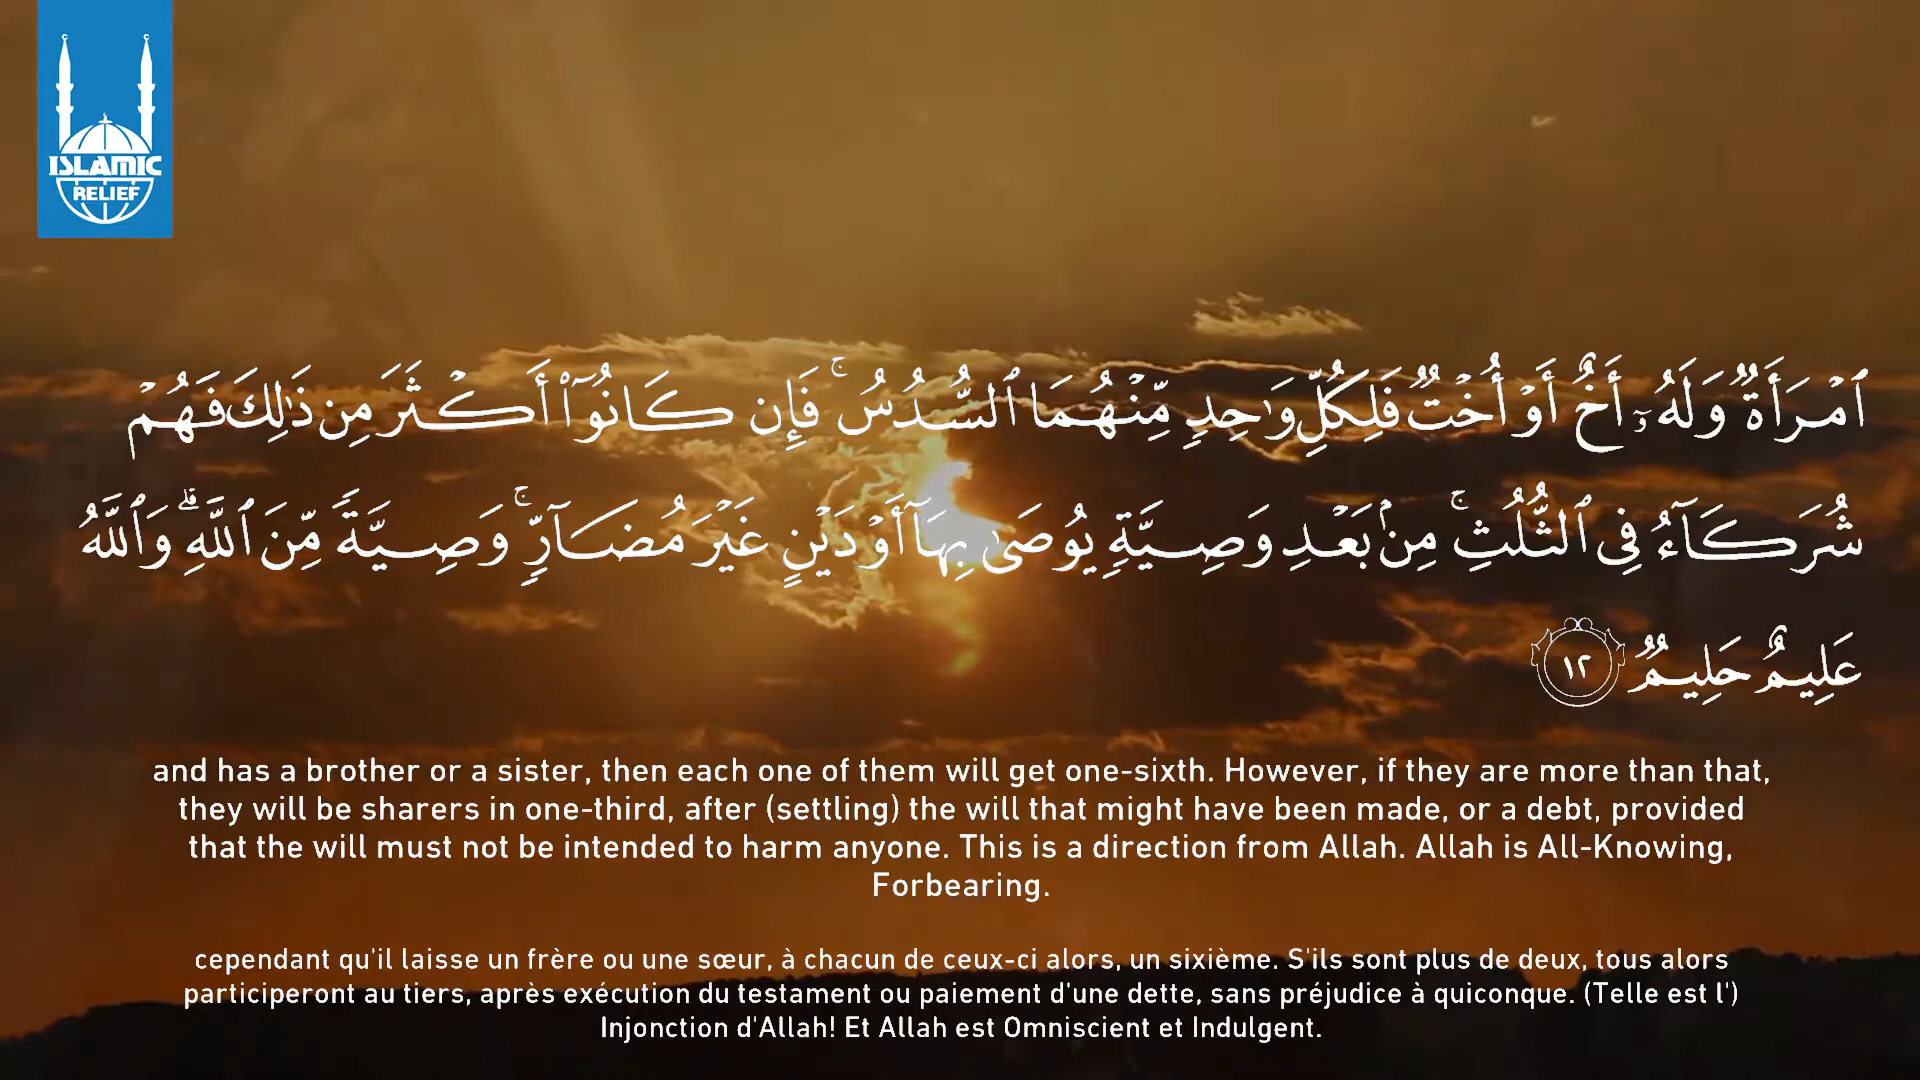 ISLAMIC
RELIEF
ٱمۡرَأَةٞ وَلَهُۥٓ أَخٌ أَوۡ أُخۡتٞ فَلِكُلِّ وَٰحِدٖ مِّنۡهُمَا ٱلسُّدُسُۚ فَإِن كَانُوٓاْ أَكۡثَرَ مِن ذَٰلِكَ فَهُمۡ
شُرَكَآءُ فِي ٱلثُّلُثِۚ مِنۢ بَعۡدِ وَصِيَّةٖ يُوصَىٰ بِهَآ أَوۡ دَيۡنٍ غَيۡرَ مُضَآرّٖۚ وَصِيَّةٗ مِّنَ ٱللَّهِۗ وَٱللَّهُ
عَلِيمٌ حَلِيمٞ ١٢
and has a brother or a sister, then each one of them will get one-sixth. However, if they are more than that,
they will be sharers in one-third, after (settling) the will that might have been made, or a debt, provided
that the will must not be intended to harm anyone. This is a direction from Allah. Allah is All-Knowing,
Forbearing.
cependant qu'il laisse un frère ou une sœur, à chacun de ceux-ci alors, un sixième. S'ils sont plus de deux, tous alors
participeront au tiers, après exécution du testament ou paiement d'une dette, sans préjudice à quiconque. (Telle est l')
Injonction d'Allah! Et Allah est Omniscient et Indulgent.